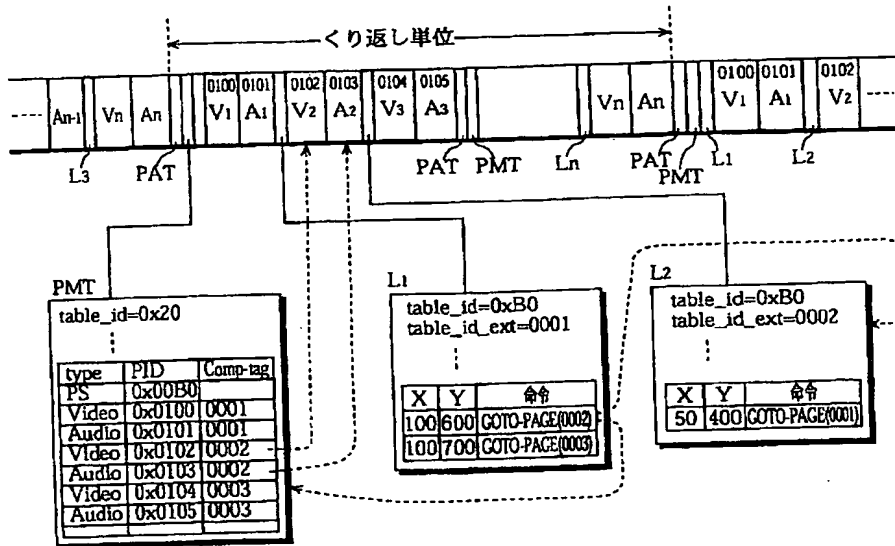 くり返し単位
0100 0101 0102 0103 0104 0105 0100 0101 0102
An-1 Vn An V1 A1 V2 A2 V3 A3 Vn An V1 A1 V2
L3 PAT PAT PMT Ln PAT PMT L1 L2
PMT
table_id=0x20
type PID Comp-tag
PS 0x00B0
Video 0x0100 0001
Audio 0x0101 0001
Video 0x0102 0002
Audio 0x0103 0002
Video 0x0104 0003
Audio 0x0105 0003
L1
table_id=0xB0
table_id_ext=0001
X Y 命令
100 600 GOTO-PAGE(0002)
100 700 GOTO-PAGE(0003)
L2
table_id=0xB0
table_id_ext=0002
X Y 命令
50 400 GOTO-PAGE(0001)